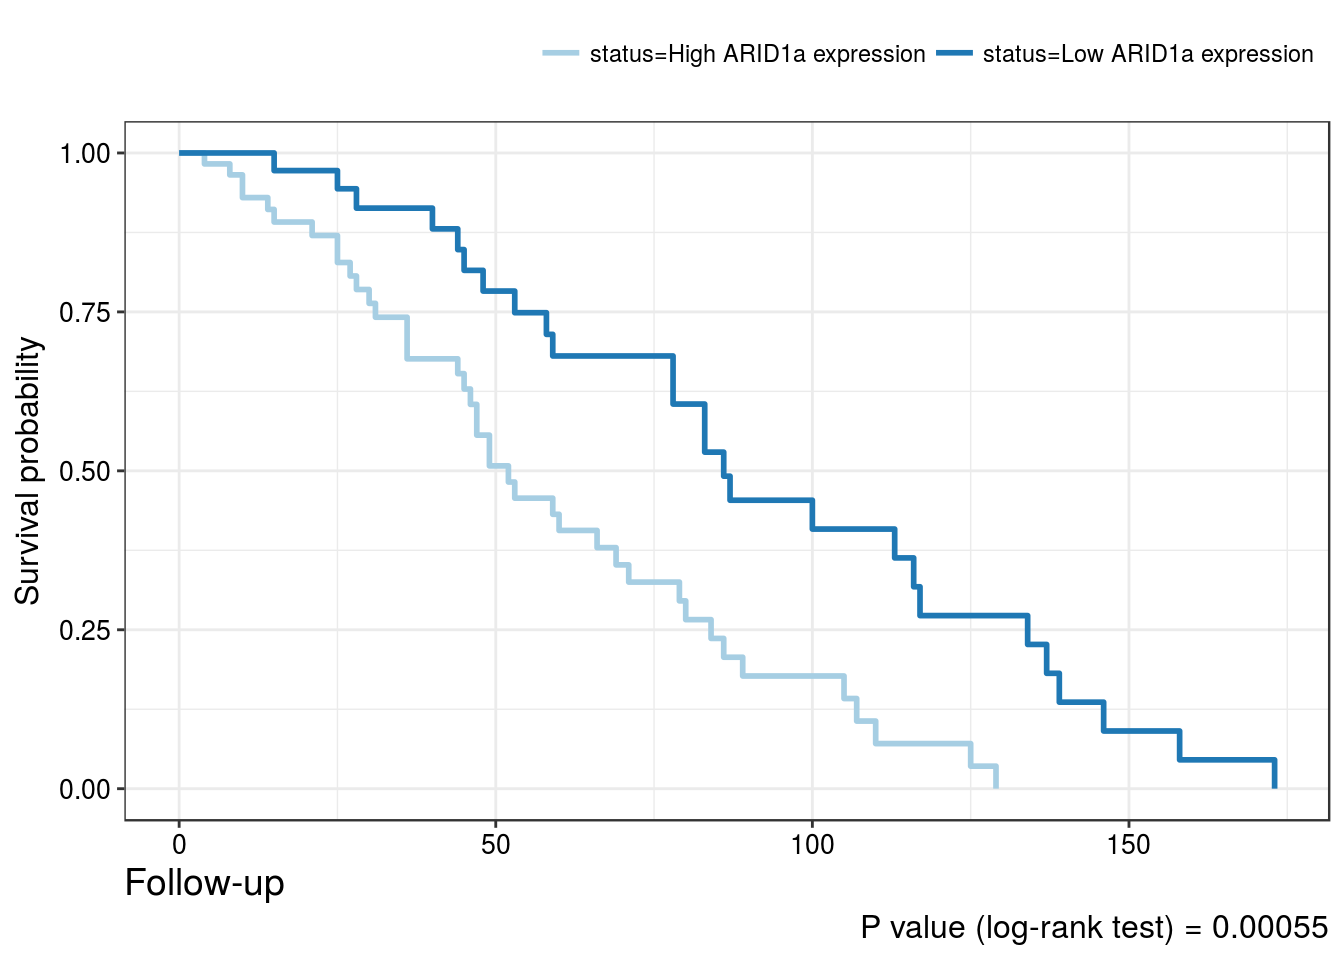 status=High ARID1a expression status=Low ARID1a expression
Survival probability
1.00
0.75
0.50
0.25
0.00
0 50 100 150
Follow-up
P value (log-rank test) = 0.00055